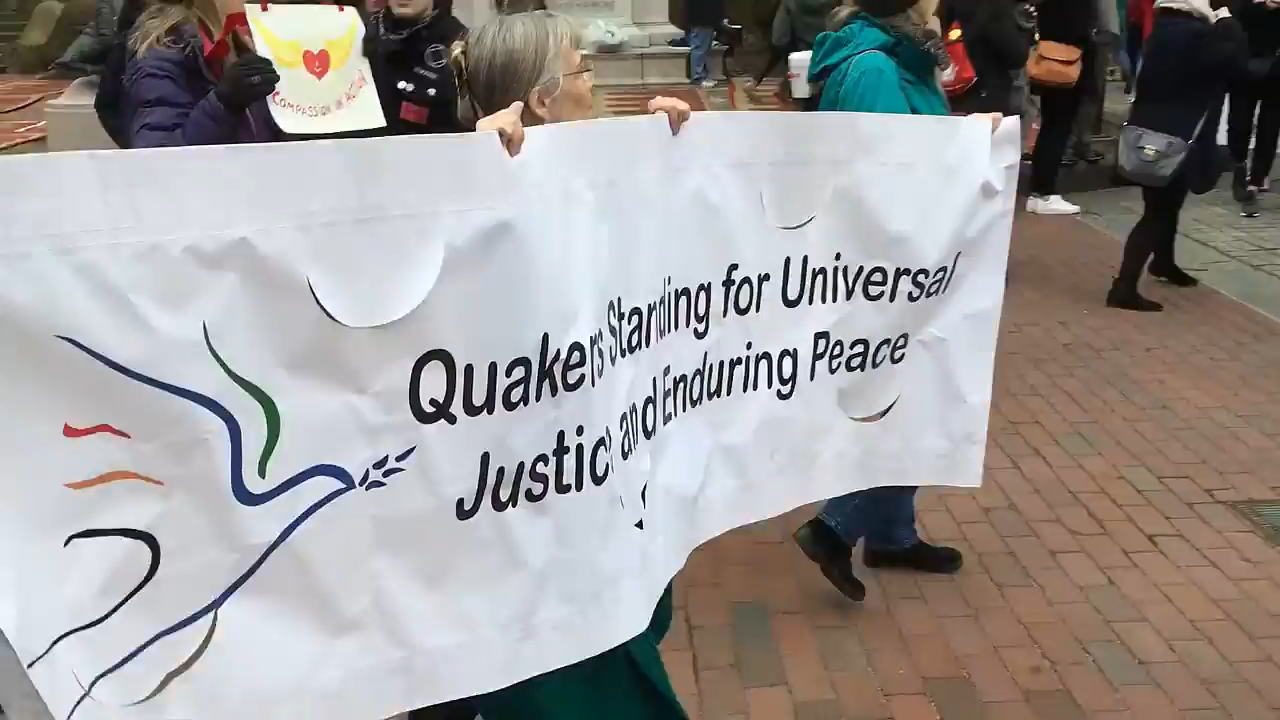 COMPASSION IN ACTION
Quakers Standing for Universal
Justice and Enduring Peace